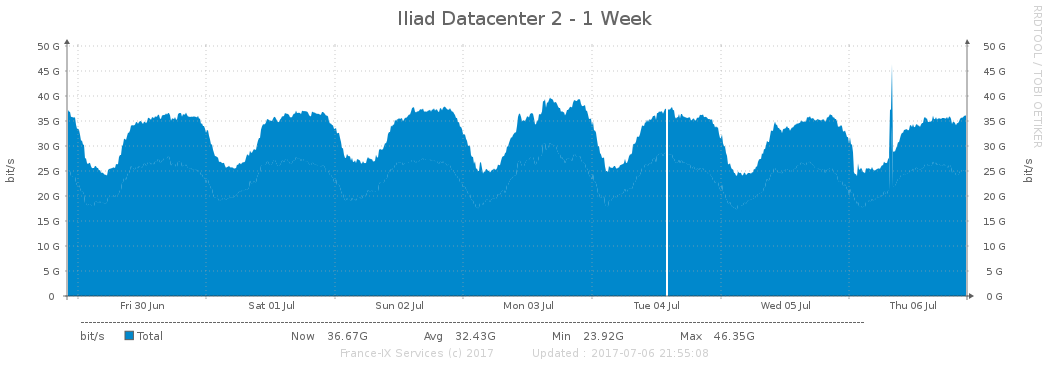 Iliad Datacenter 2 - 1 Week
RRDTOOL / TOBI OETIKER
50 G 50 G
45 G 45 G
40 G 40 G
35 G 35 G
30 G 30 G
25 G 25 G
20 G 20 G
15 G 15 G
10 G 10 G
5 G 5 G
0 0 G
bit/s bit/s
Fri 30 Jun Sat 01 Jul Sun 02 Jul Mon 03 Jul Tue 04 Jul Wed 05 Jul Thu 06 Jul
bit/s Total Now 36.67G Avg 32.43G Min 23.92G Max 46.35G
France-IX Services (c) 2017 Updated : 2017-07-06 21:55:08